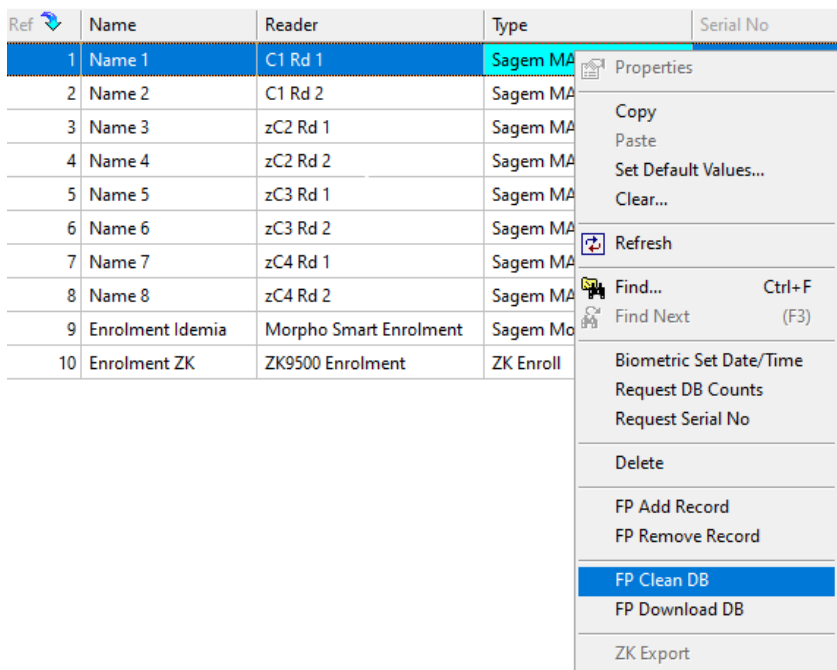 Ref Name Reader Type Serial No
1 Name 1 C1 Rd 1 Sagem MA
2 Name 2 C1 Rd 2 Sagem MA
3 Name 3 zC2 Rd 1 Sagem MA
4 Name 4 zC2 Rd 2 Sagem MA
5 Name 5 zC3 Rd 1 Sagem MA
6 Name 6 zC3 Rd 2 Sagem MA
7 Name 7 zC4 Rd 1 Sagem MA
8 Name 8 zC4 Rd 2 Sagem MA
9 Enrolment Idemia Morpho Smart Enrolment Sagem Mo
10 Enrolment ZK ZK9500 Enrolment ZK Enroll
Properties
Copy
Paste
Set Default Values...
Clear...
Refresh
Find... Ctrl+F
Find Next (F3)
Biometric Set Date/Time
Request DB Counts
Request Serial No
Delete
FP Add Record
FP Remove Record
FP Clean DB
FP Download DB
ZK Export